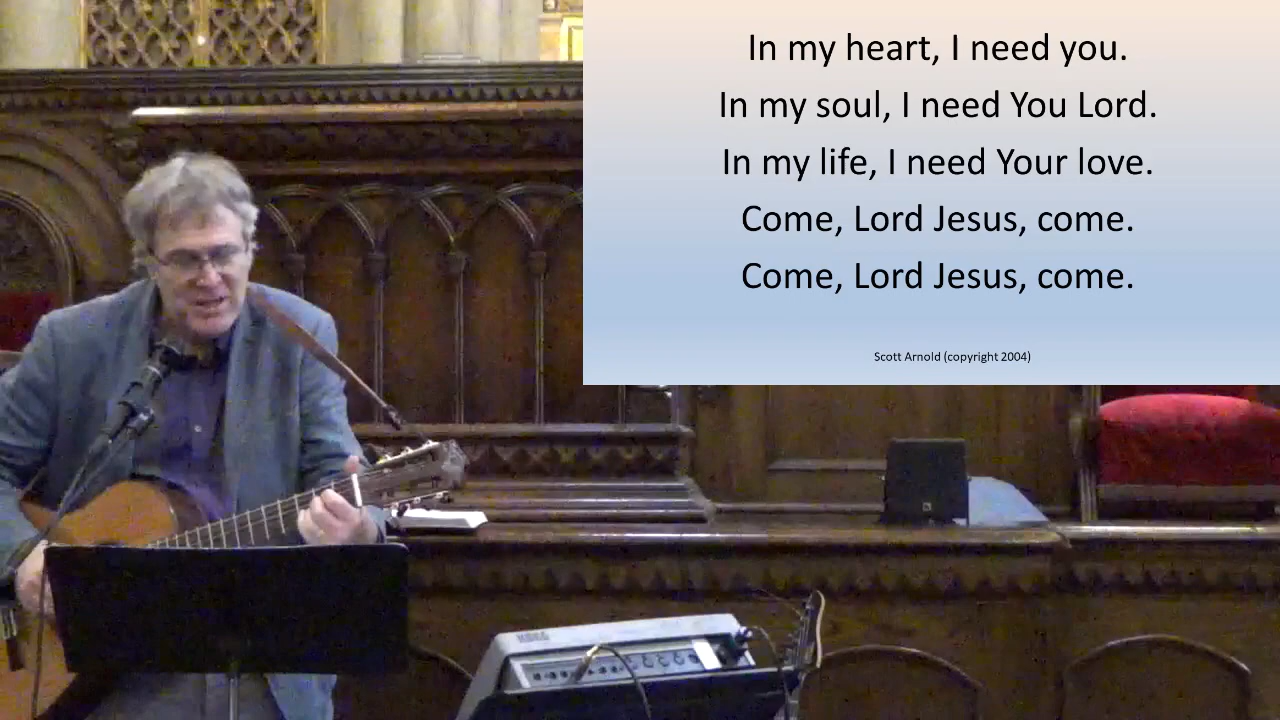 In my heart, I need you.
In my soul, I need You Lord.
In my life, I need Your love.
Come, Lord Jesus, come.
Come, Lord Jesus, come.
Scott Arnold (copyright 2004)
KORG